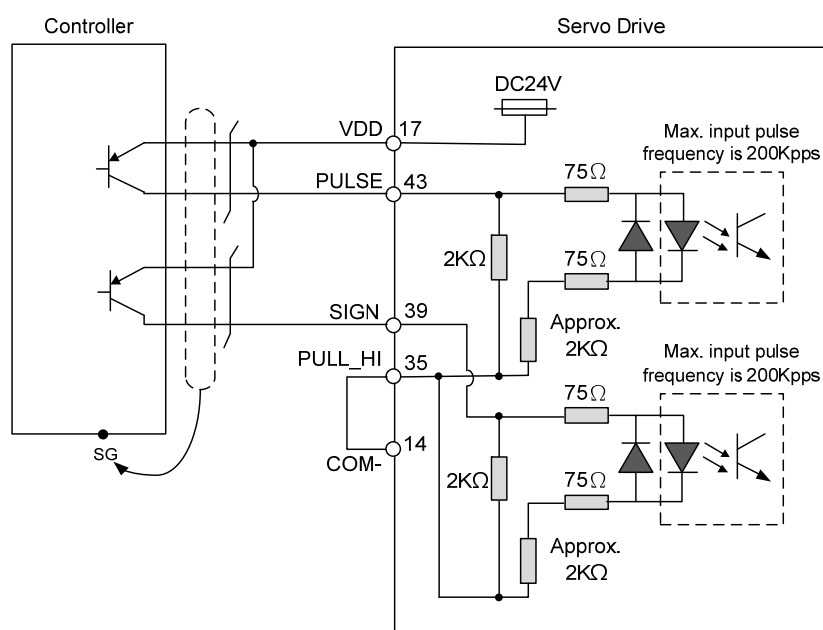 Controller
Servo Drive
DC24V
VDD
17
Max. input pulse
frequency is 200Kpps
PULSE
43
75Ω
2KΩ
75Ω
SIGN
39
Approx.
2KΩ
PULL_HI
35
Max. input pulse
frequency is 200Kpps
75Ω
SG
COM-
14
2KΩ
75Ω
Approx.
2KΩ